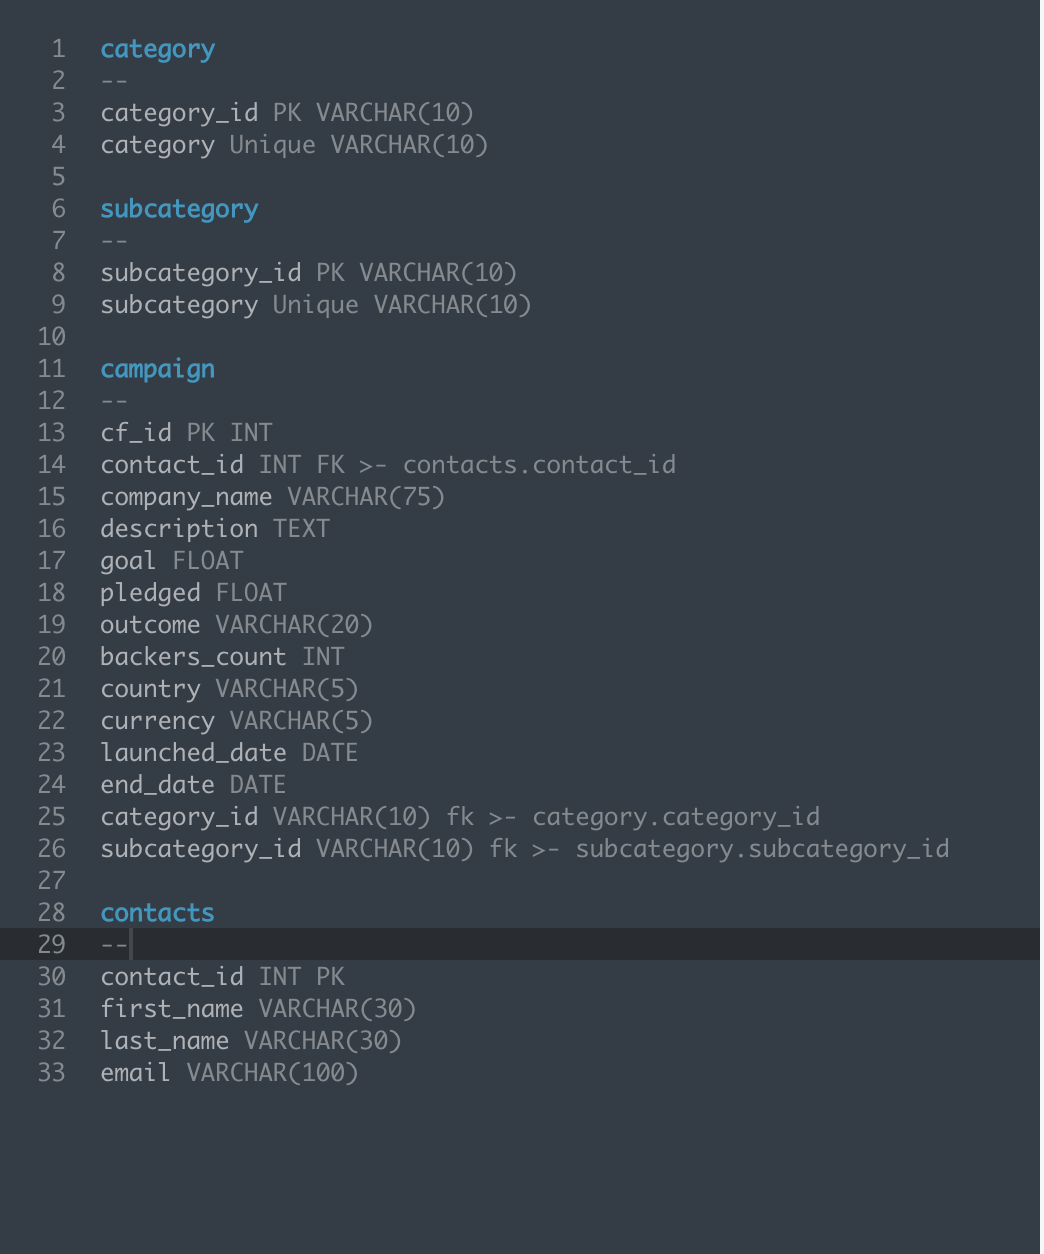 1 category
2 --
3 category_id PK VARCHAR(10)
4 category Unique VARCHAR(10)
5
6 subcategory
7 --
8 subcategory_id PK VARCHAR(10)
9 subcategory Unique VARCHAR(10)
10
11 campaign
12 --
13 cf_id PK INT
14 contact_id INT FK >- contacts.contact_id
15 company_name VARCHAR(75)
16 description TEXT
17 goal FLOAT
18 pledged FLOAT
19 outcome VARCHAR(20)
20 backers_count INT
21 country VARCHAR(5)
22 currency VARCHAR(5)
23 launched_date DATE
24 end_date DATE
25 category_id VARCHAR(10) fk >- category.category_id
26 subcategory_id VARCHAR(10) fk >- subcategory.subcategory_id
27
28 contacts
29 --
30 contact_id INT PK
31 first_name VARCHAR(30)
32 last_name VARCHAR(30)
33 email VARCHAR(100)